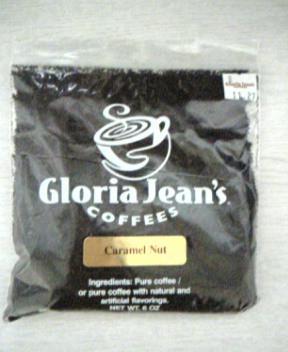 Gloria Jean's
COFFEES
Caramel Nut
Ingredients: Pure coffee /
or pure coffee with natural and
artificial flavorings.
NET WT. 8 OZ